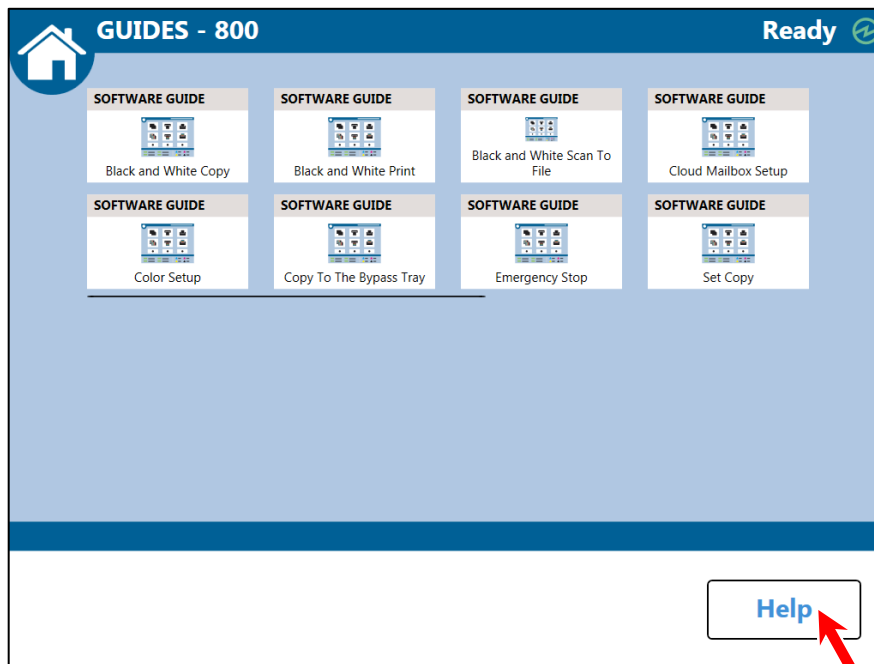 GUIDES - 800
Ready
SOFTWARE GUIDE
SOFTWARE GUIDE
SOFTWARE GUIDE
SOFTWARE GUIDE
Black and White Copy
Black and White Print
Black and White Scan To
File
Cloud Mailbox Setup
SOFTWARE GUIDE
SOFTWARE GUIDE
SOFTWARE GUIDE
SOFTWARE GUIDE
Color Setup
Copy To The Bypass Tray
Emergency Stop
Set Copy
Help